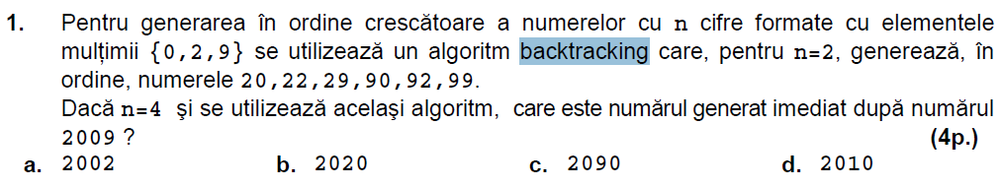 1. Pentru generarea în ordine crescătoare a numerelor cu n cifre formate cu elementele
mulţimii {0,2,9} se utilizează un algoritm backtracking care, pentru n=2, generează, în
ordine, numerele 20,22,29,90,92,99.
Dacă n=4 şi se utilizează acelaşi algoritm, care este numărul generat imediat după numărul
2009 ? (4p.)
a. 2002 b. 2020 c. 2090 d. 2010